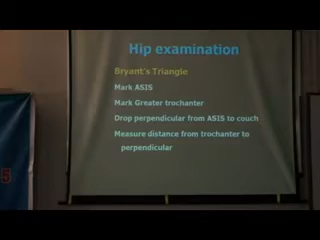 Hip examination
Bryant's Triangle
Mark ASIS
Mark Greater trochanter
Drop perpendicular from ASIS to couch
Measure distance from trochanter to
perpendicular
5